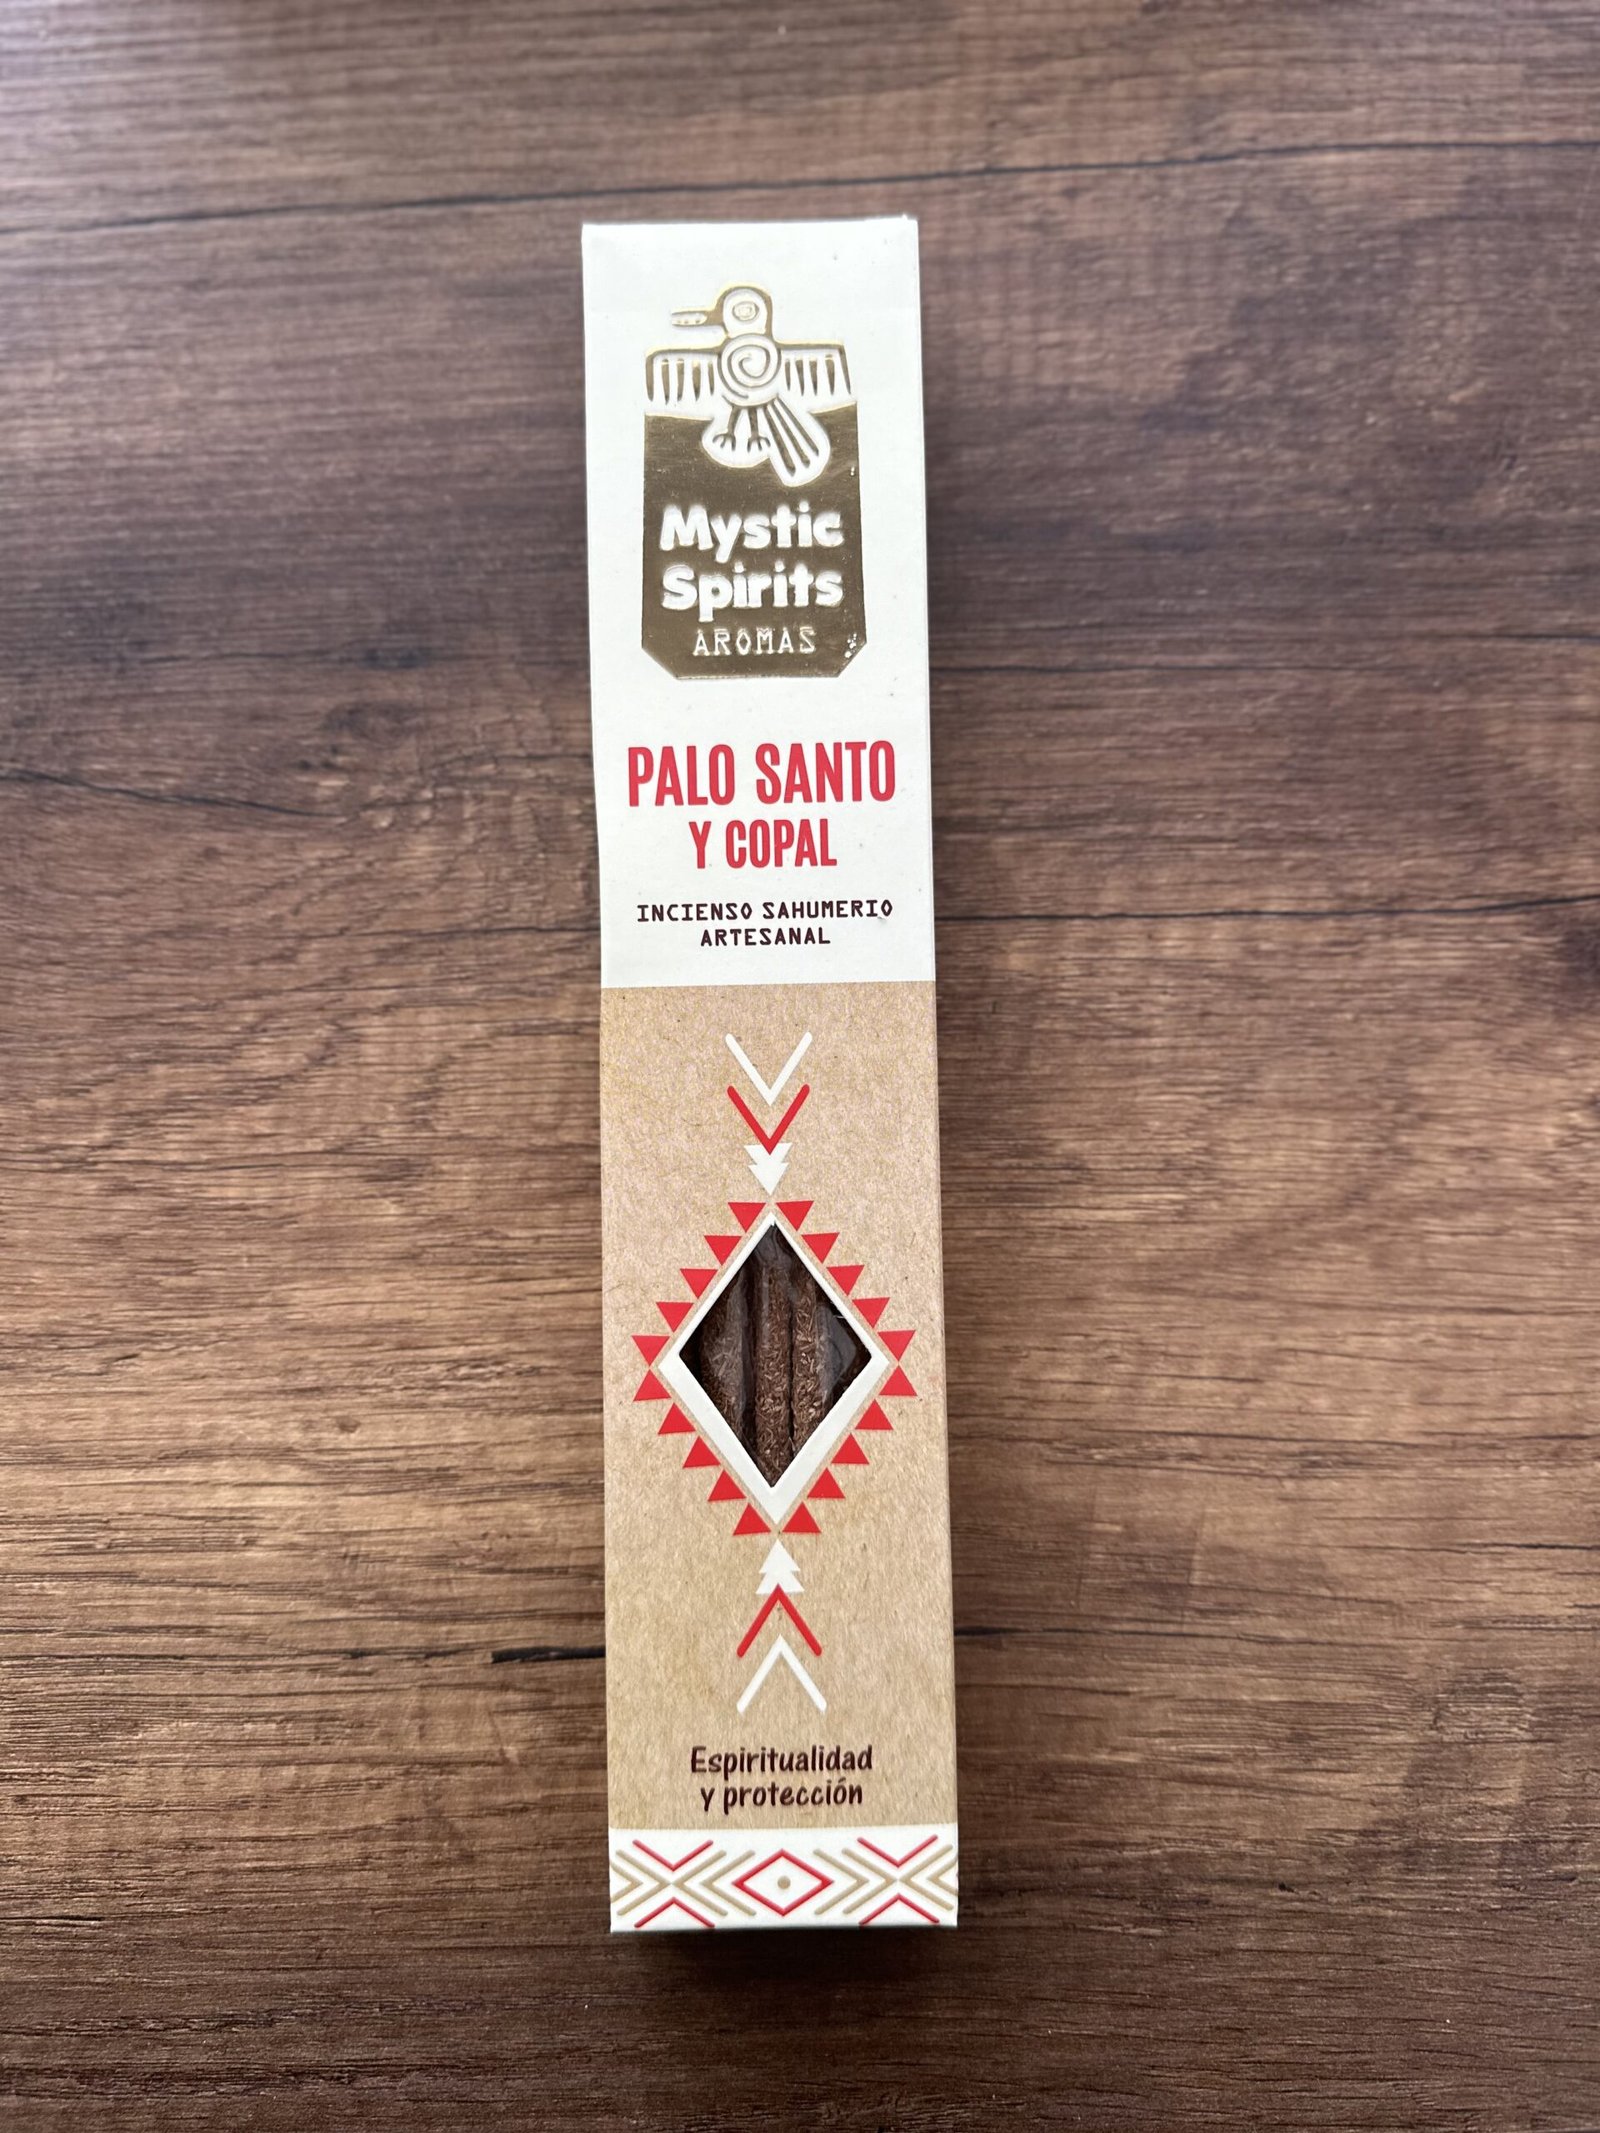 Mystic
Spirits
AROMAS
PALO SANTO
Y COPAL
INCIENSO SAHUMERIO
ARTESANAL
Espiritualidad
y protección